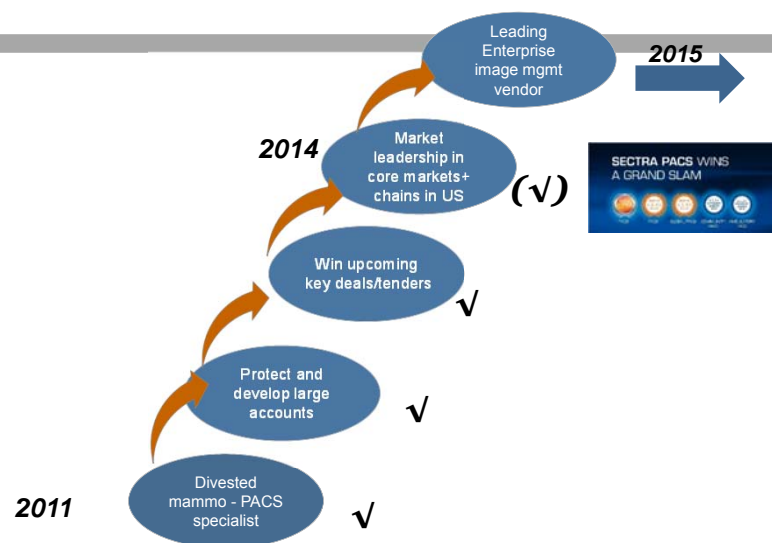 Leading
Enterprise
image mgmt
vendor
2015
2014
Market
leadership in
core markets+
chains in US
(√)
SECTRA PACS WINS
A GRAND SLAM
Win upcoming
key deals/tenders
√
Protect and
develop large
accounts
√
2011
Divested
mammo - PACS
specialist
√